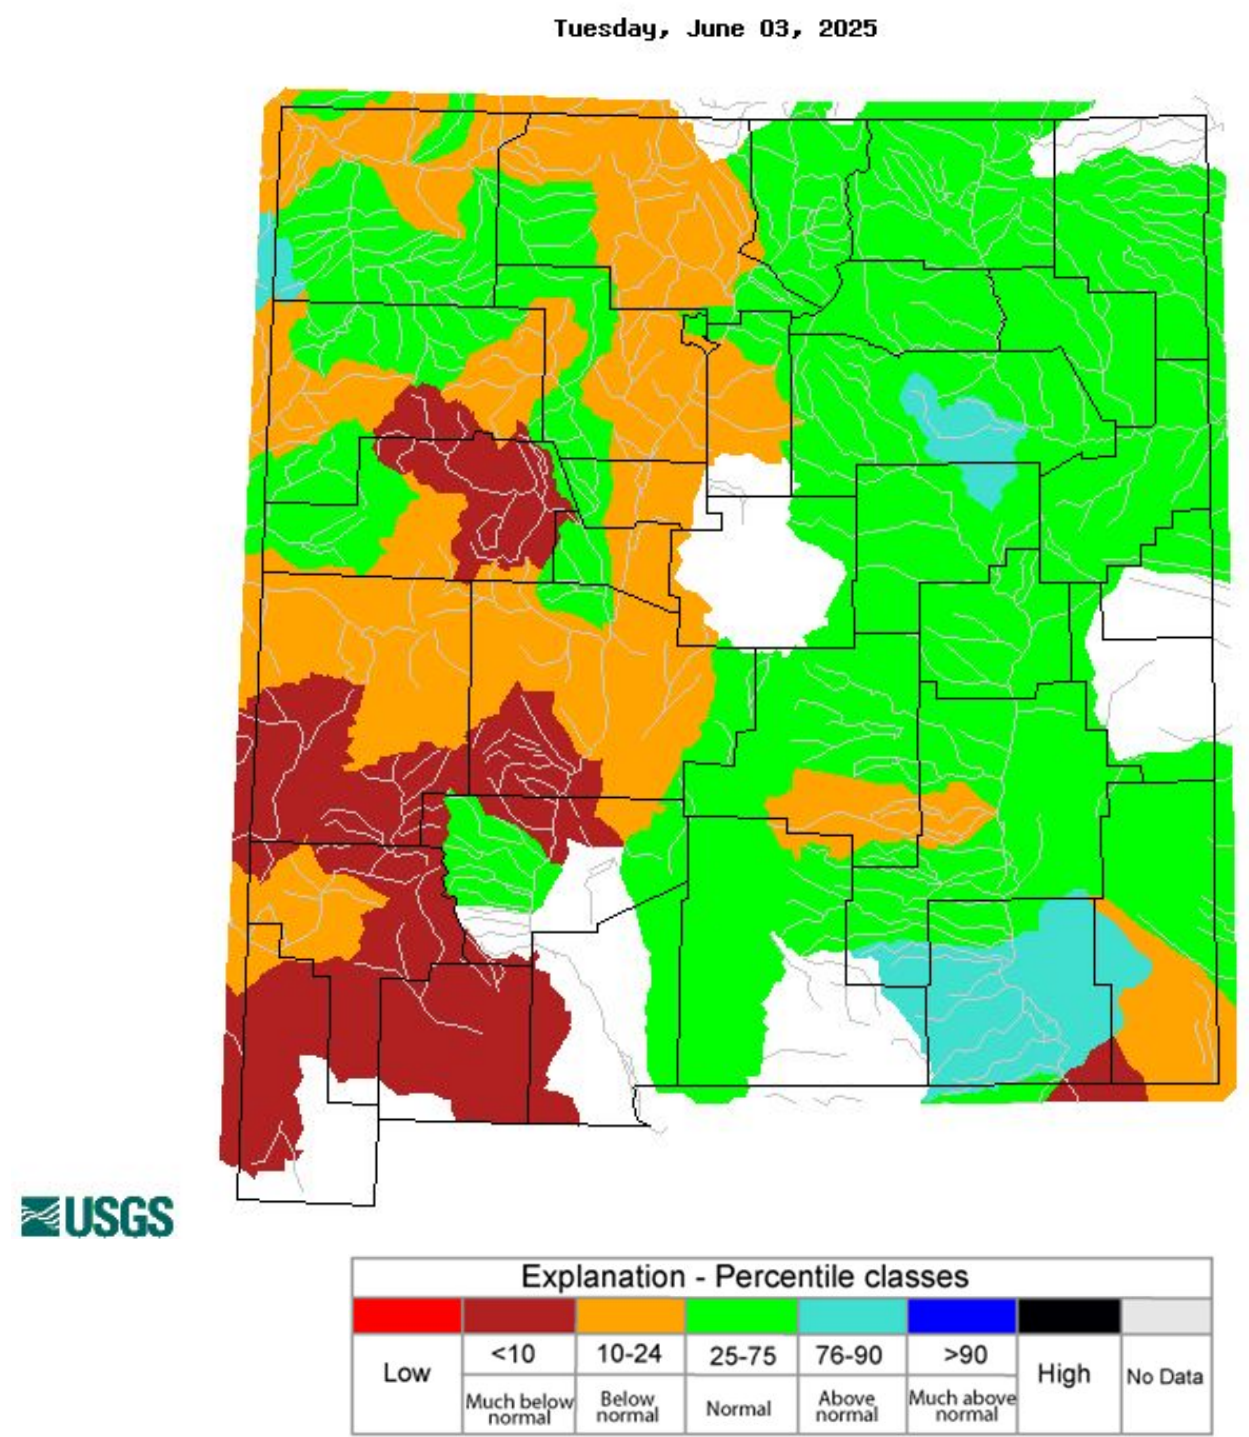 Tuesday, June 03, 2025
USGS
Explanation - Percentile classes
Low
<10
10-24
25-75
76-90
>90
High
No Data
Much below
normal
Below
normal
Normal
Above
normal
Much above
normal